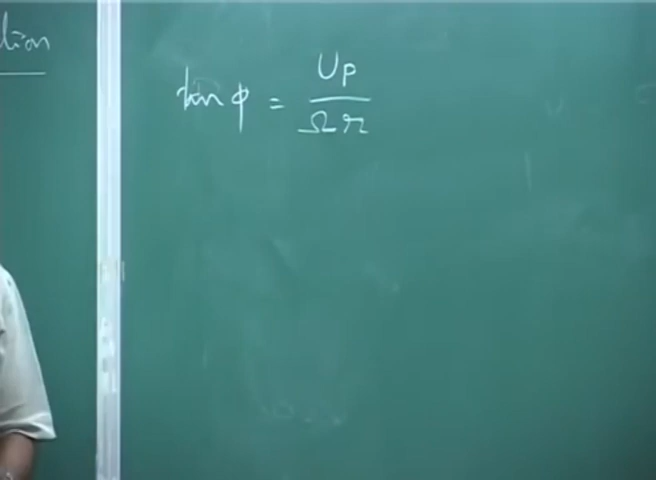 tan φ = Up / Ωr